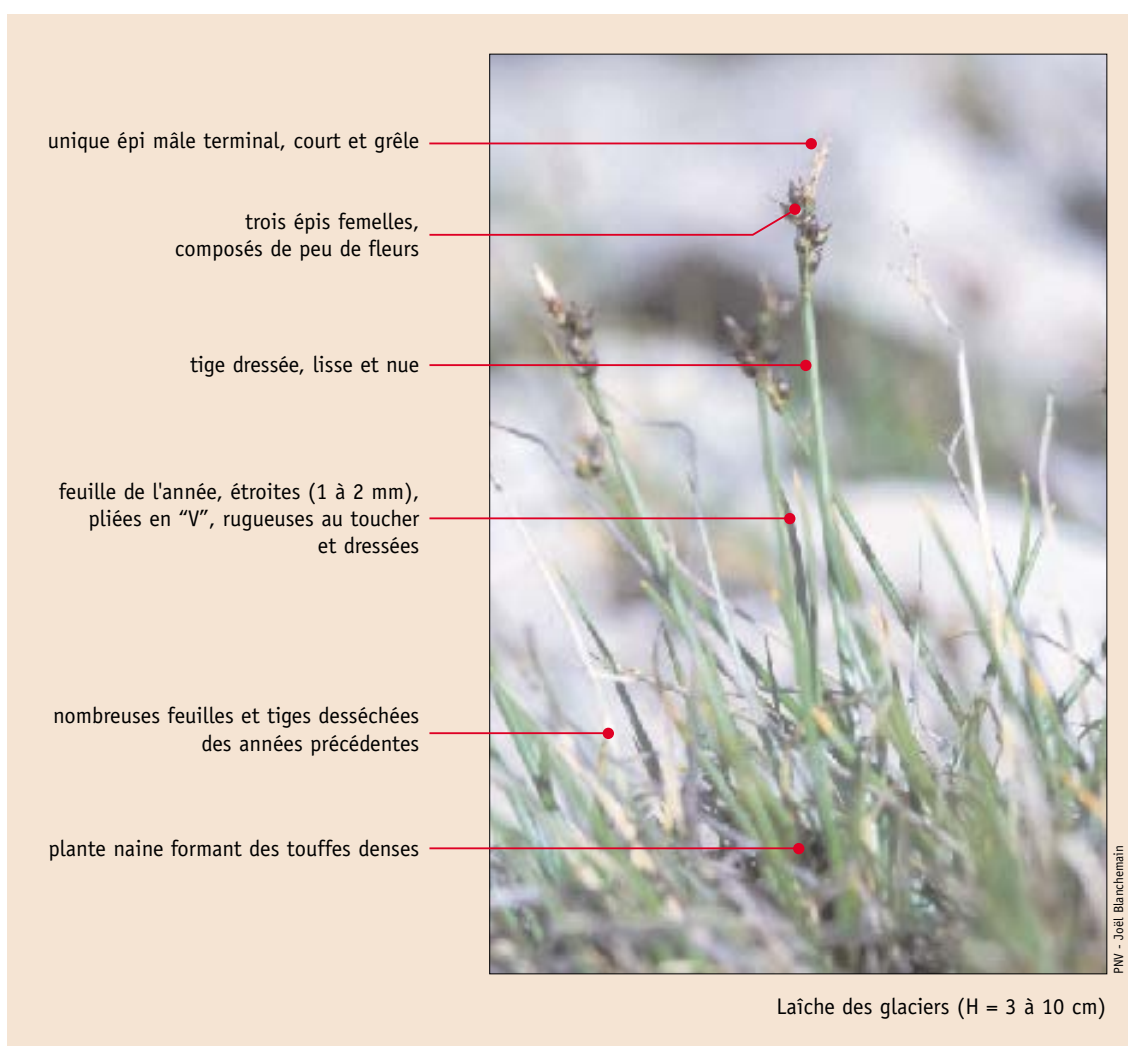 unique épi mâle terminal, court et grêle
trois épis femelles,
composés de peu de fleurs
tige dressée, lisse et nue
feuille de l'année, étroites (1 à 2 mm),
pliées en “V”, rugueuses au toucher
et dressées
nombreuses feuilles et tiges desséchées
des années précédentes
plante naine formant des touffes denses
PNV - Joël Blanchemain
Laîche des glaciers (H = 3 à 10 cm)